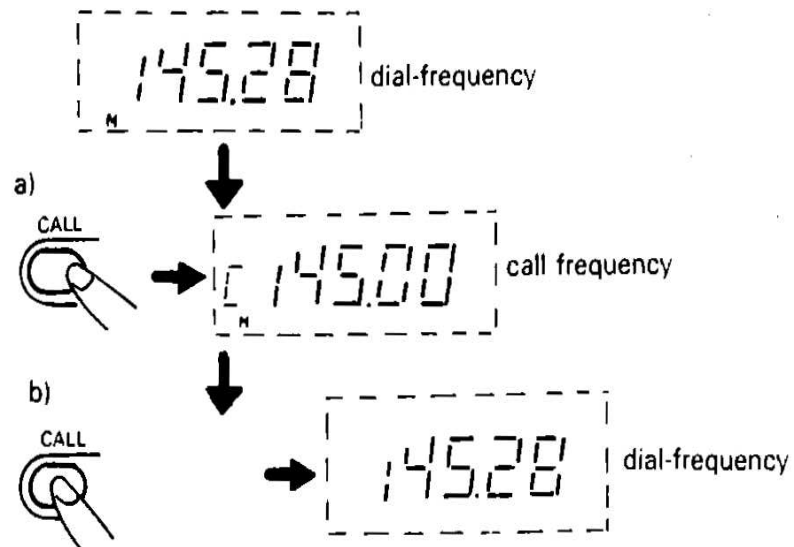 145.28 dial-frequency
M
a)
CALL
C 145.00 call frequency
M
b)
CALL
145.28 dial-frequency